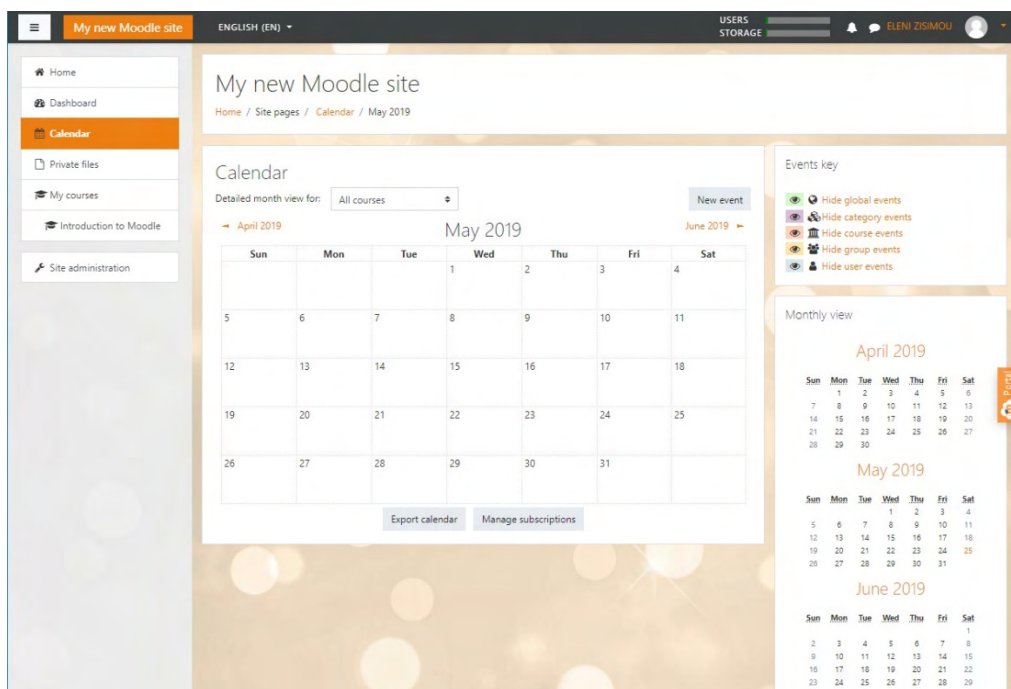 My new Moodle site
ENGLISH (EN)
USERS
STORAGE
ELENI ZISIMOU
Home
Dashboard
Calendar
Private files
My courses
Introduction to Moodle
Site administration
My new Moodle site
Home / Site pages / Calendar / May 2019
Calendar
Detailed month view for: All courses New event
April 2019 May 2019 June 2019
Sun Mon Tue Wed Thu Fri Sat
1 2 3 4
5 6 7 8 9 10 11
12 13 14 15 16 17 18
19 20 21 22 23 24 25
26 27 28 29 30 31
Export calendar Manage subscriptions
Events key
Hide global events
Hide category events
Hide course events
Hide group events
Hide user events
Monthly view
April 2019
Sun Mon Tue Wed Thu Fri Sat
1 2 3 4 5 6
7 8 9 10 11 12 13
14 15 16 17 18 19 20
21 22 23 24 25 26 27
28 29 30
May 2019
Sun Mon Tue Wed Thu Fri Sat
1 2 3 4
5 6 7 8 9 10 11
12 13 14 15 16 17 18
19 20 21 22 23 24 25
26 27 28 29 30 31
June 2019
Sun Mon Tue Wed Thu Fri Sat
1
2 3 4 5 6 7 8
9 10 11 12 13 14 15
16 17 18 19 20 21 22
23 24 25 26 27 28 29
Portal